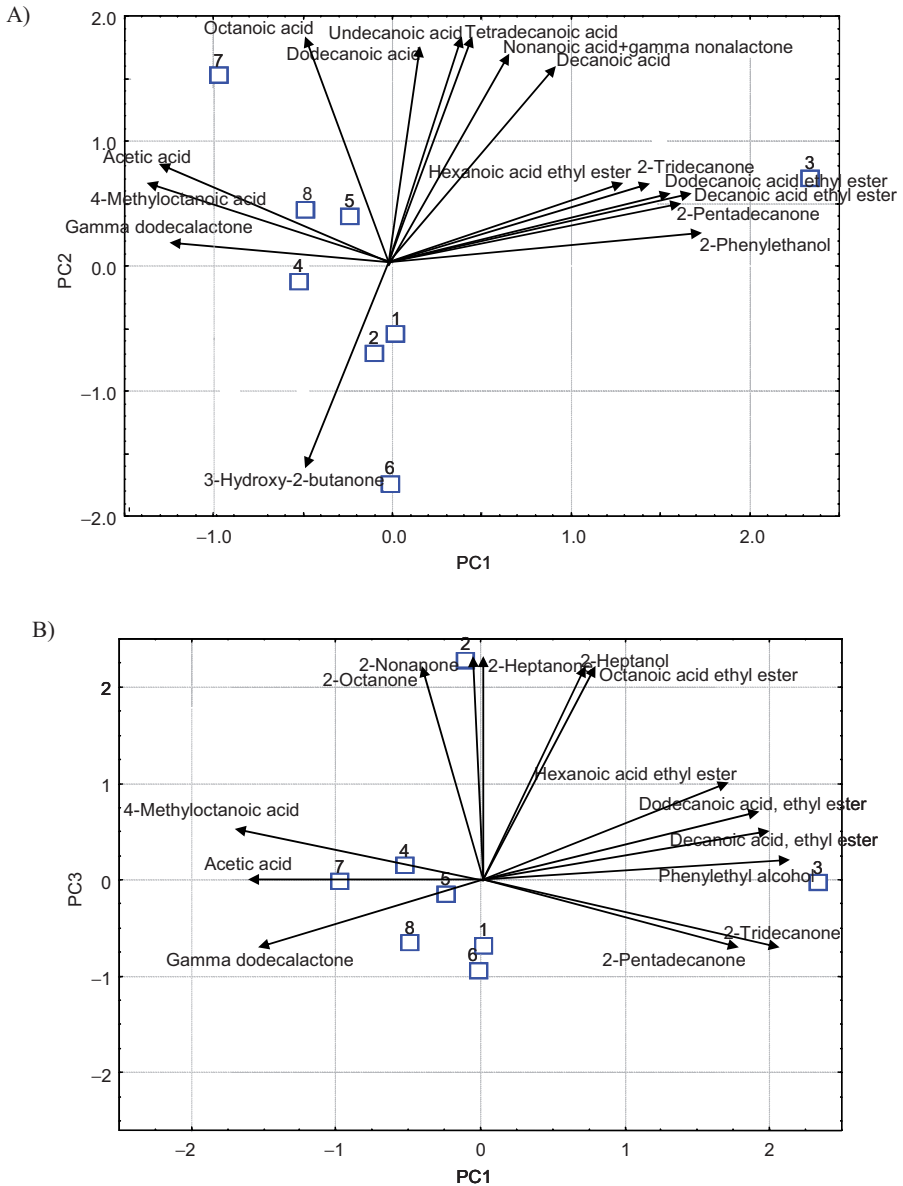 A)
2.0
Octanoic acid
Undecanoic acid
Tetradecanoic acid
7
Dodecanoic acid
Nonanoic acid+gamma nonalactone
Decanoic acid
1.0
Acetic acid
Hexanoic acid ethyl ester
2-Tridecanone
3
4-Methyloctanoic acid
8
5
Dodecanoic acid ethyl ester
Decanoic acid ethyl ester
Gamma dodecalactone
2-Pentadecanone
2-Phenylethanol
PC2
0.0
4
1
2
−1.0
3-Hydroxy-2-butanone
6
−2.0
−1.0
0.0
1.0
2.0
PC1
B)
2
2-Nonanone
2-Heptanone
2-Heptanol
2-Octanone
Octanoic acid ethyl ester
2
1
Hexanoic acid ethyl ester
4-Methyloctanoic acid
Dodecanoic acid, ethyl ester
4
Decanoic acid, ethyl ester
Acetic acid
7
5
Phenylethyl alcohol
3
PC3
0
8
1
2-Tridecanone
Gamma dodecalactone
6
2-Pentadecanone
−1
−2
−2
−1
0
1
2
PC1